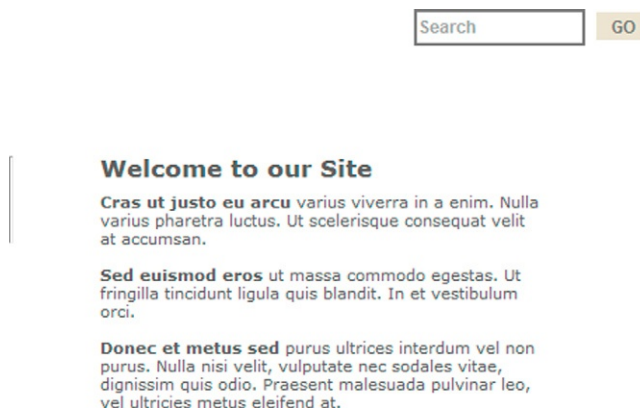 Search GO
Welcome to our Site
Cras ut justo eu arcu varius viverra in a enim. Nulla
varius pharetra luctus. Ut scelerisque consequat velit
at accumsan.
Sed euismod eros ut massa commodo egestas. Ut
fringilla tincidunt ligula quis blandit. In et vestibulum
orci.
Donec et metus sed purus ultrices interdum vel non
purus. Nulla nisi velit, vulputate nec sodales vitae,
dignissim quis odio. Praesent malesuada pulvinar leo,
vel ultricies metus eleifend at.